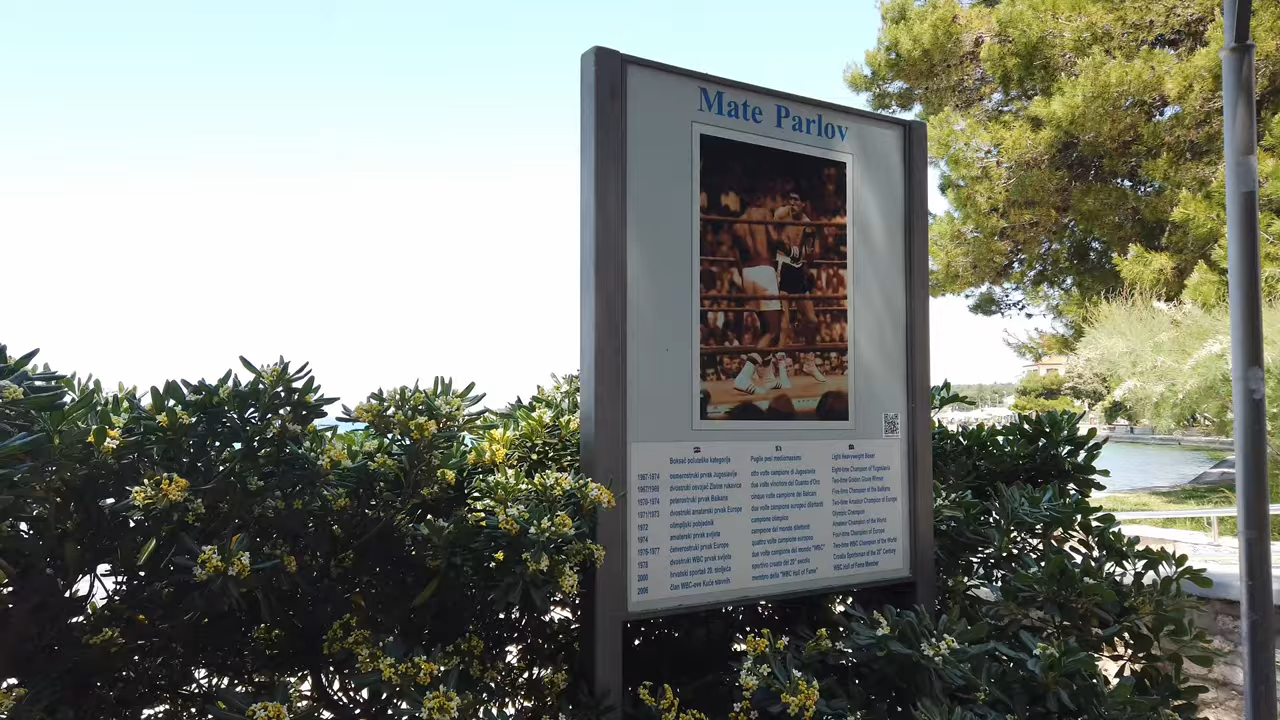 Mate Parlov
Boksač poluteške kategorije
1967-1974 osmerostruki prvak Jugoslavije
1967/1969 dvostruki osvajač Zlatne rukavice
1970-1974 peterostruki prvak Balkana
1971/1973 dvostruki amaterski prvak Europe
1972 olimpijski pobjednik
1974 amaterski prvak svijeta
1975-1977 četverostruki prvak Europe
1978 dvostruki WBC prvak svijeta
2000 hrvatski sportaš 20. stoljeća
2006 član WBC-ove Kuće slavnih
Pugile pesi mediomassimi
otto volte campione di Jugoslavia
due volte vincitore del Guanto d'Oro
cinque volte campione dei Balcani
due volte campione europeo dilettanti
campione olimpico
campione del mondo dilettanti
quattro volte campione europeo
due volte campione del mondo "WBC"
sportivo croato del 20° secolo
membro della "WBC Hall of Fame"
Light Heavyweight Boxer
Eight-time Champion of Yugoslavia
Two-time Golden Glove Winner
Five-time Champion of the Balkans
Two-time Amateur Champion of Europe
Olympic Champion
Amateur Champion of the World
Four-time Champion of Europe
Two-time WBC Champion of the World
Croatia Sportsman of the 20th Century
WBC Hall of Fame Member